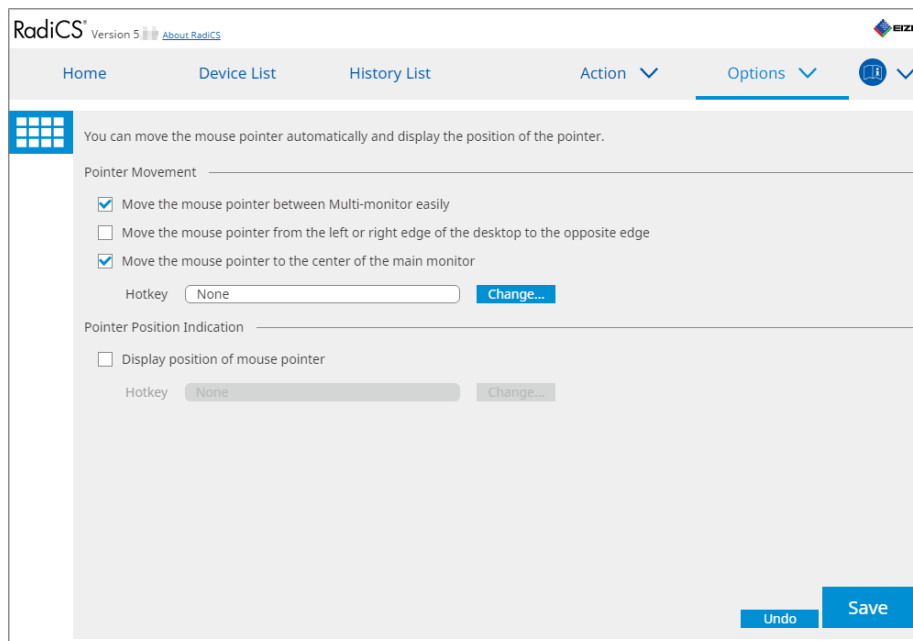 RadiCS® Version 5. About RadiCS
EIZ
Home Device List History List Action Options
You can move the mouse pointer automatically and display the position of the pointer.
Pointer Movement
Move the mouse pointer between Multi-monitor easily
Move the mouse pointer from the left or right edge of the desktop to the opposite edge
Move the mouse pointer to the center of the main monitor
Hotkey None Change...
Pointer Position Indication
Display position of mouse pointer
Hotkey None Change...
Undo Save